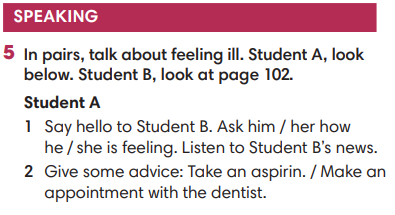 SPEAKING
5 In pairs, talk about feeling ill. Student A, look
below. Student B, look at page 102.
Student A
1 Say hello to Student B. Ask him / her how
he / she is feeling. Listen to Student B’s news.
2 Give some advice: Take an aspirin. / Make an
appointment with the dentist.